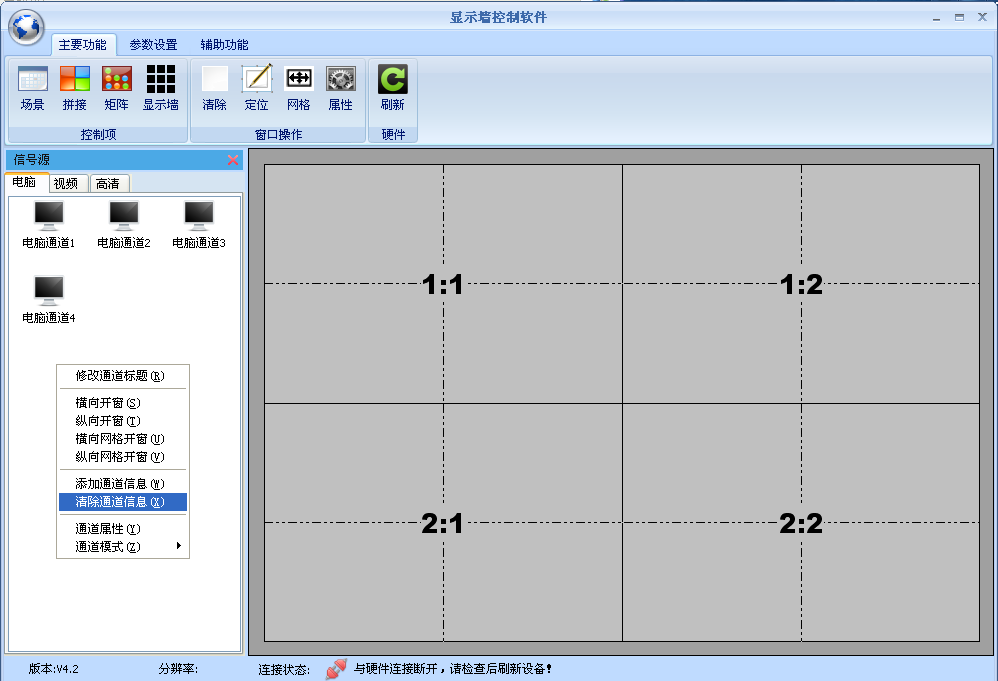 显示墙控制软件
主要功能 参数设置 辅助功能
场景 拼接 矩阵 显示墙 清除 定位 网格 属性 刷新
控制项 窗口操作 硬件
信号源
电脑 视频 高清
电脑通道1 电脑通道2 电脑通道3
电脑通道4
修改通道标题(R)
横向开窗(S)
纵向开窗(T)
横向网格开窗(U)
纵向网格开窗(V)
添加通道信息(W)
清除通道信息(X)
通道属性(Y)
通道模式(Z)
1:1 1:2
2:1 2:2
版本:V4.2 分辨率: 连接状态: 与硬件连接断开，请检查后刷新设备！